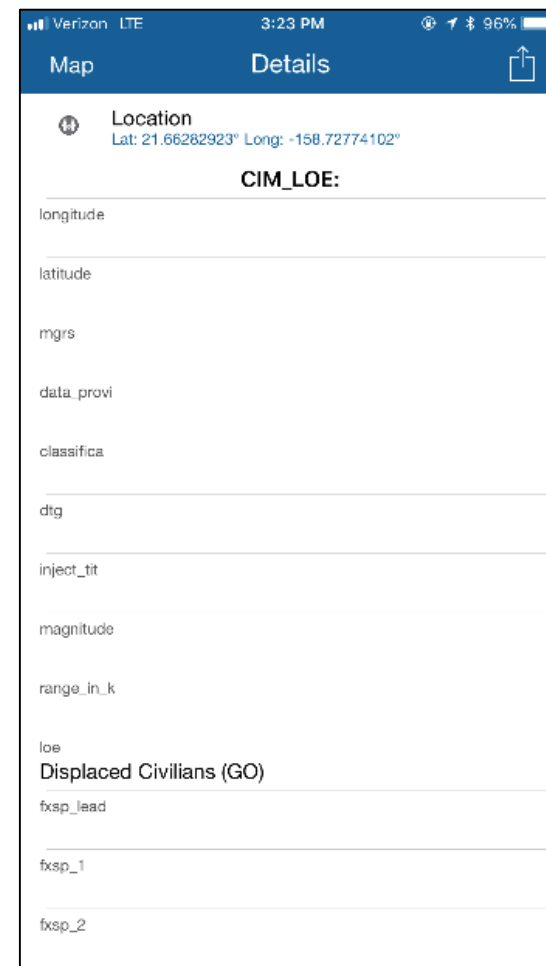 Verizon LTE 3:23 PM 96%
Map Details
Location
Lat: 21.66282923° Long: -158.72774102°
CIM_LOE:
longitude
latitude
mgrs
data_provi
classifica
dtg
inject_tit
magnitude
range_in_k
loe
Displaced Civilians (GO)
fxsp_lead
fxsp_1
fxsp_2